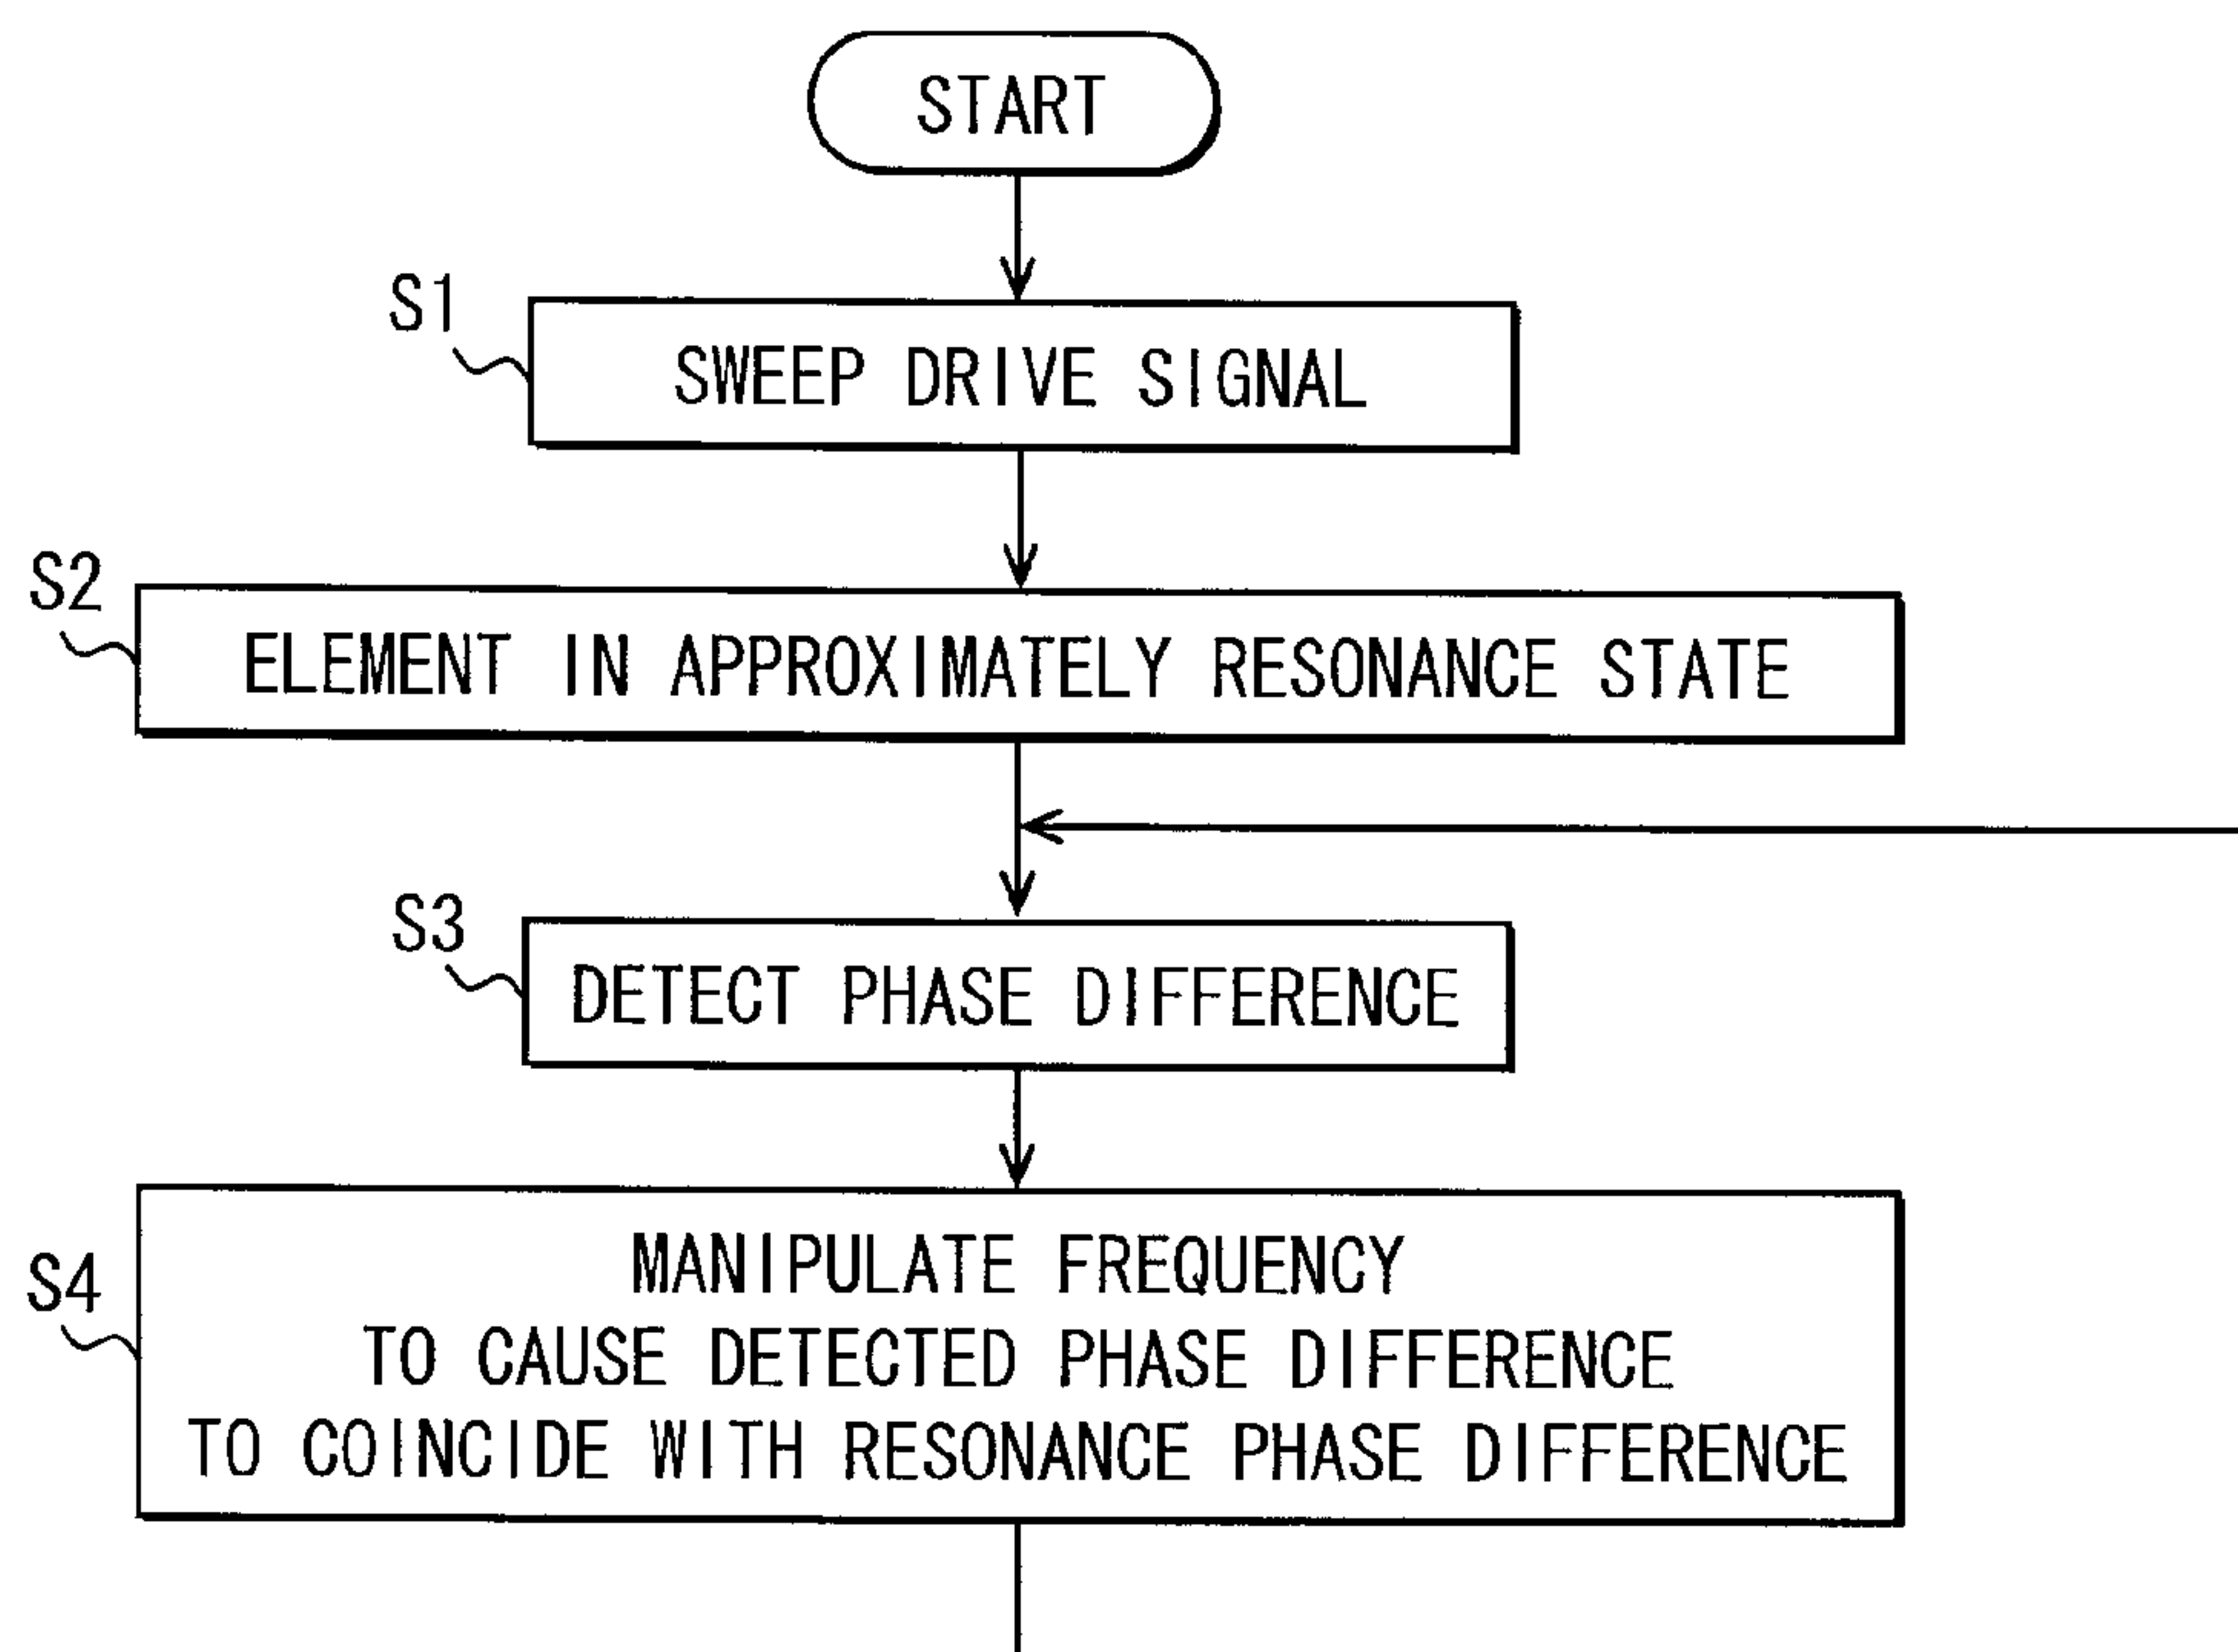 START
S1
SWEEP DRIVE SIGNAL
S2
ELEMENT IN APPROXIMATELY RESONANCE STATE
S3
DETECT PHASE DIFFERENCE
S4
MANIPULATE FREQUENCY
TO CAUSE DETECTED PHASE DIFFERENCE
TO COINCIDE WITH RESONANCE PHASE DIFFERENCE